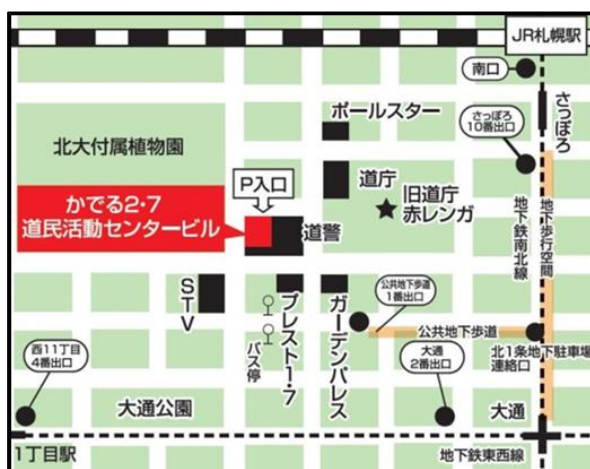 JR札幌駅
南口
さっぽろ
ポールスター
さっぽろ
10番出口
北大付属植物園
P入口
道庁
旧道庁
赤レンガ
かでる2・7
道民活動センタービル
道警
地下鉄南北線
地下歩行空間
STV
プレスト1・7
ガーデンパレス
公共地下歩道
1番出口
バス停
公共地下歩道
西11丁目
4番出口
大通
2番出口
北1条地下駐車場
連絡口
大通公園
大通
1丁目駅
地下鉄東西線